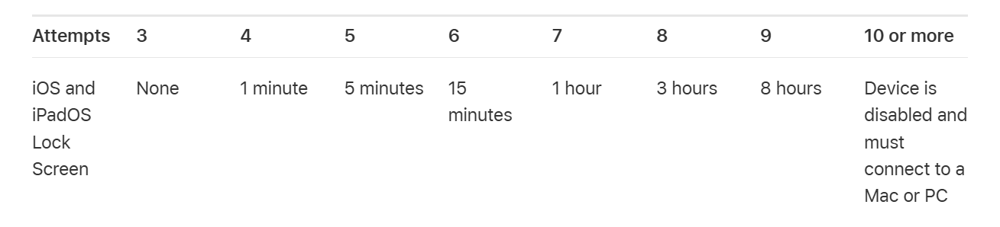 Attempts 3 4 5 6 7 8 9 10 or more
iOS and None 1 minute 5 minutes 15 1 hour 3 hours 8 hours Device is
iPadOS minutes disabled and
Lock must
Screen connect to a
Mac or PC